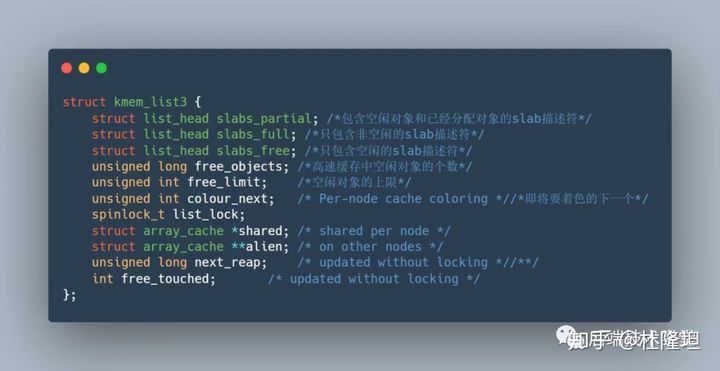 struct kmem_list3 {
    struct list_head slabs_partial; /*包含空闲对象和已经分配对象的slab描述符*/
    struct list_head slabs_full; /*只包含非空闲的slab描述符*/
    struct list_head slabs_free; /*只包含空闲的slab描述符*/
    unsigned long free_objects; /*高速缓存中空闲对象的个数*/
    unsigned int free_limit;    /*空闲对象的上限*/
    unsigned int colour_next;   /* Per-node cache coloring *//*即将要着色的下一个*/
    spinlock_t list_lock;
    struct array_cache *shared; /* shared per node */
    struct array_cache **alien; /* on other nodes */
    unsigned long next_reap;    /* updated without locking *//**/
    int free_touched;       /* updated without locking */
};
知乎 @杜隆坦